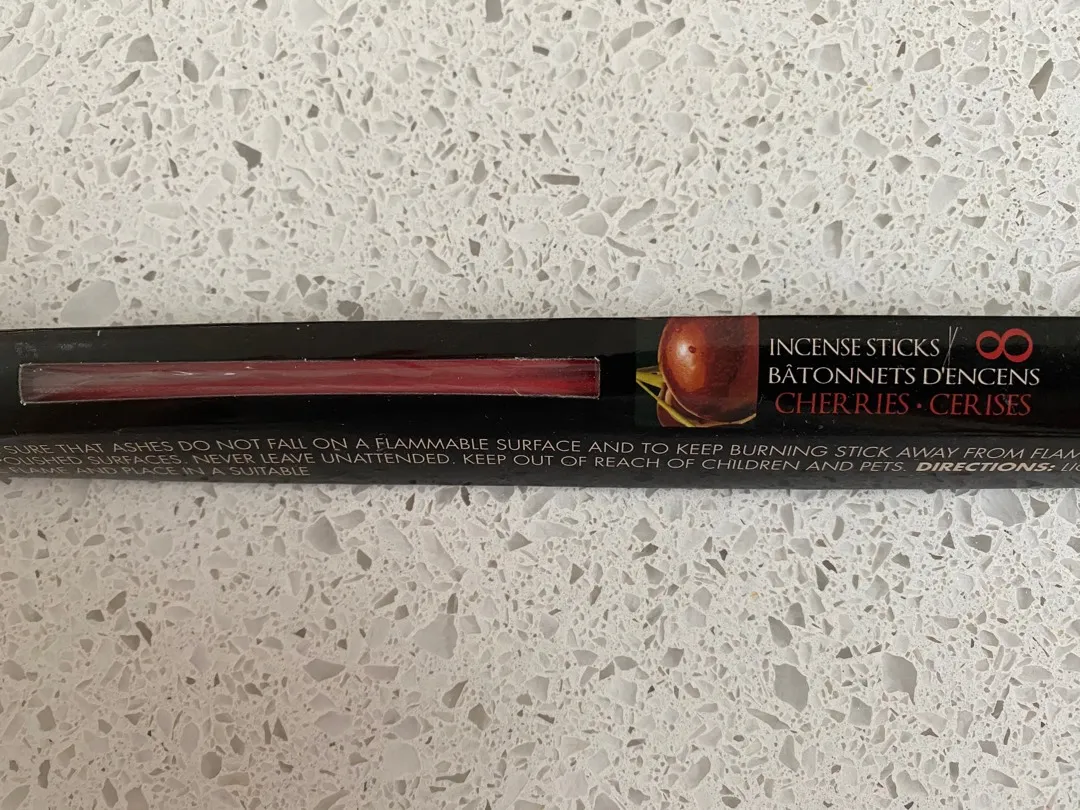 INCENSE STICKS
BÂTONNETS D'ENCENS
CHERRIES • CERISES
SURE THAT ASHES DO NOT FALL ON A FLAMMABLE SURFACE AND TO KEEP BURNING STICK AWAY FROM FLAM
SURFACES. NEVER LEAVE UNATTENDED. KEEP OUT OF REACH OF CHILDREN AND PETS. DIRECTIONS:
FLAME AND PLACE IN A SUITABLE